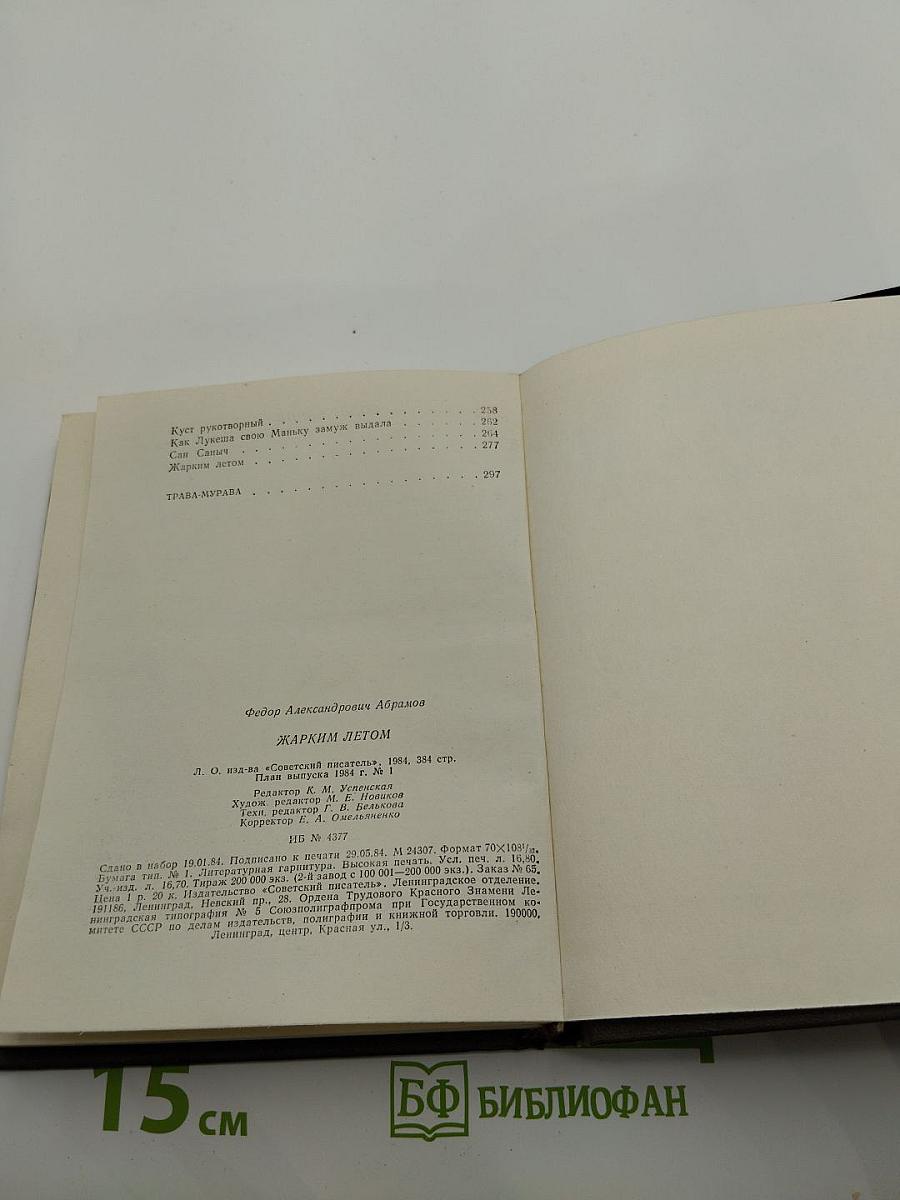 Куст рукотворный . . . . . . . . . . . . . . 258
Как Лукеша свою Маньку замуж выдала . . . . . . 262
Сан Саныч . . . . . . . . . . . . . . . . 264
Жарким летом . . . . . . . . . . . . . . . 277
ТРАВА-МУРАВА . . . . . . . . . . . . . . . 297
Федор Александрович Абрамов
ЖАРКИМ ЛЕТОМ
Л. О. изд-ва «Советский писатель», 1984, 384 стр.
План выпуска 1984 г. № 1
Редактор К. М. Успенская
Худож. редактор М. Е. Новиков
Техн. редактор Г. В. Белькова
Корректор Е. А. Омельяненко
ИБ № 4377
Сдано в набор 19.01.84. Подписано к печати 29.05.84. М 24307. Формат 70×108¹/₃₂.
Бумага тип. № 1. Литературная гарнитура. Высокая печать. Усл. печ. л. 16,80.
Уч.-изд. л. 16,70. Тираж 200 000 экз. (2-й завод с 100 001—200 000 экз.). Заказ № 65.
Цена 1 р. 20 к. Издательство «Советский писатель». Ленинградское отделение.
191186, Ленинград, Невский пр., 28. Ордена Трудового Красного Знамени Ле-
нинградская типография № 5 Союзполиграфпрома при Государственном ко-
митете СССР по делам издательств, полиграфии и книжной торговли. 190000,
Ленинград, центр, Красная ул., 1/3.
15 см
БФ БИБЛИОФАН